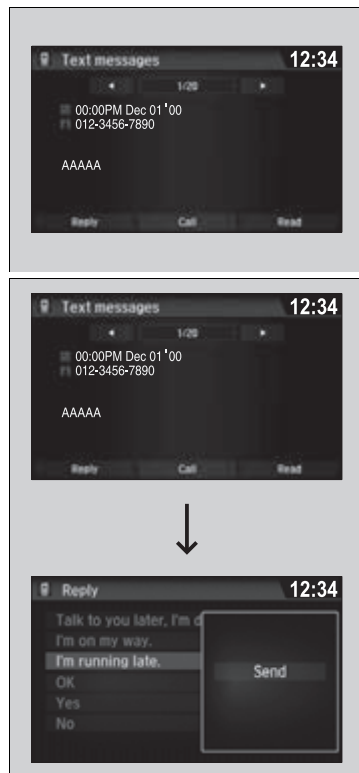 Text messages 12:34
1/20
00:00PM Dec 01 '00
012-3456-7890
AAAAA
Reply Call Read
Text messages 12:34
1/20
00:00PM Dec 01 '00
012-3456-7890
AAAAA
Reply Call Read
Reply 12:34
Talk to you later, I'm d
I'm on my way.
I'm running late.
Send
OK
Yes
No